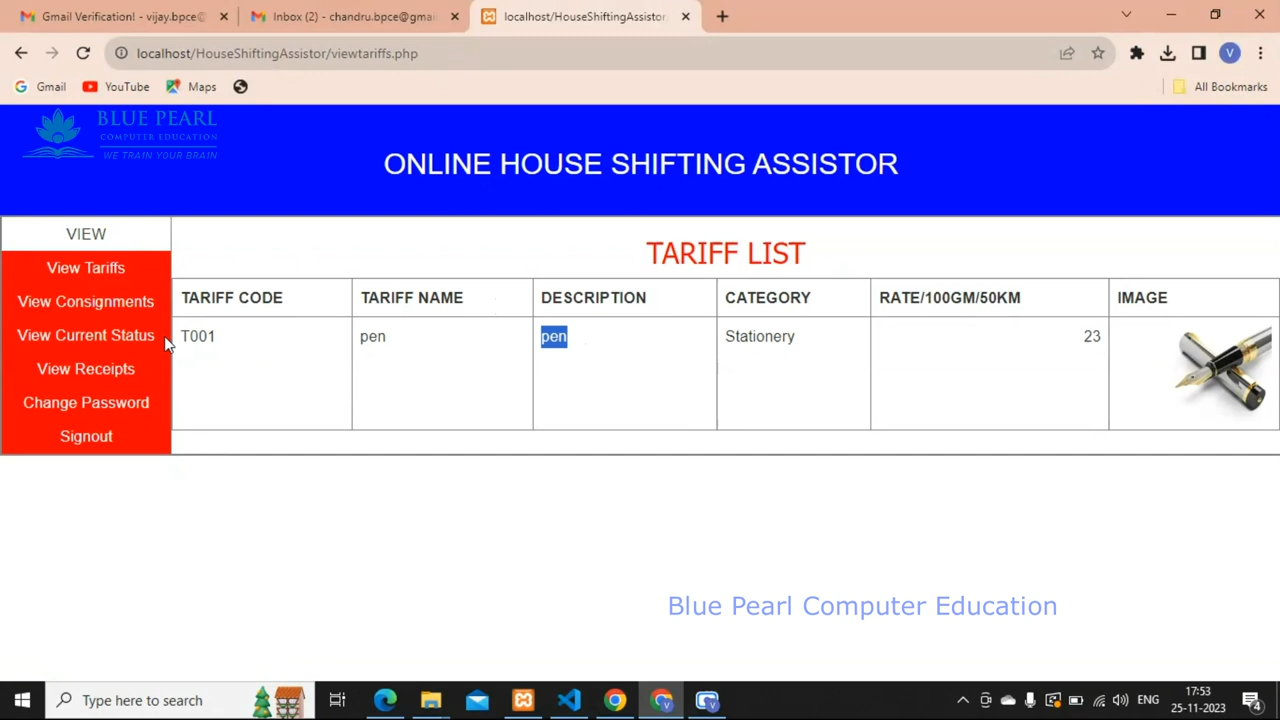 Gmail Verification! - vijay.bpce@
Inbox (2) - chandru.bpce@gmai
localhost/HouseShiftingAssistor
localhost/HouseShiftingAssistor/viewtariffs.php
V
Gmail
YouTube
Maps
All Bookmarks
BLUE PEARL
COMPUTER EDUCATION
WE TRAIN YOUR BRAIN
ONLINE HOUSE SHIFTING ASSISTOR
VIEW
View Tariffs
View Consignments
View Current Status
View Receipts
Change Password
Signout
TARIFF LIST
TARIFF CODE TARIFF NAME DESCRIPTION CATEGORY RATE/100GM/50KM IMAGE
T001 pen pen Stationery 23
Blue Pearl Computer Education
Type here to search
ENG
17:53
25-11-2023
4